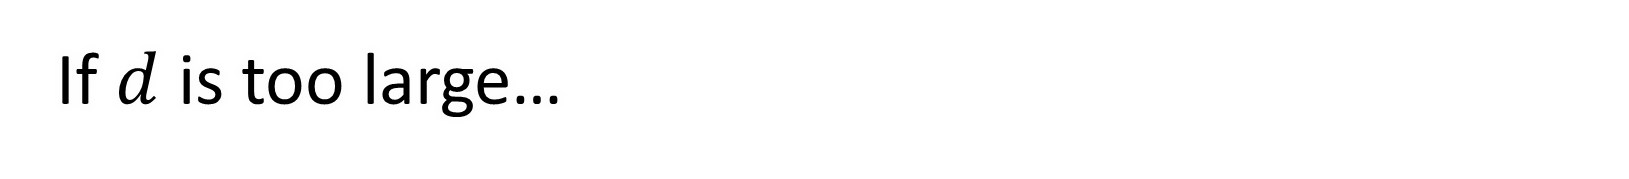 If d is too large...